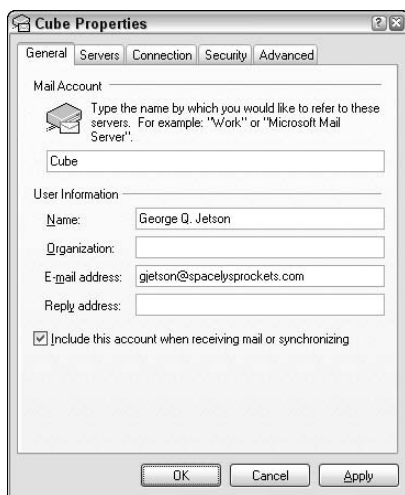 Cube Properties
General Servers Connection Security Advanced
Mail Account
Type the name by which you would like to refer to these
servers. For example: "Work" or "Microsoft Mail
Server".
Cube
User Information
Name: George Q. Jetson
Organization:
E-mail address: gjetson@spacelysprockets.com
Reply address:
Include this account when receiving mail or synchronizing
OK Cancel Apply